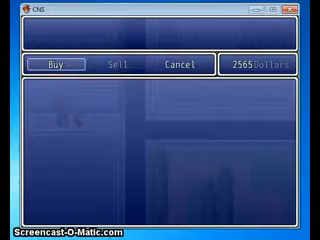 CNS
Buy Sell Cancel 2565Dollars
Screencast-O-Matic.com